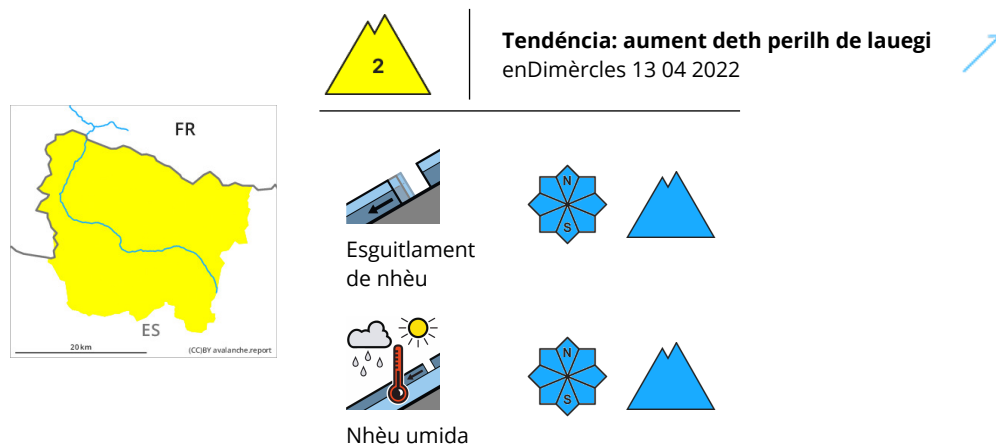 2
Tendéncia: aument deth perilh de lauegi
enDimèrcles 13 04 2022
FR
ES
20 km
(CC)BY avalanche.report
N
S
Esguitlament
de nhèu
N
S
Nhèu umida